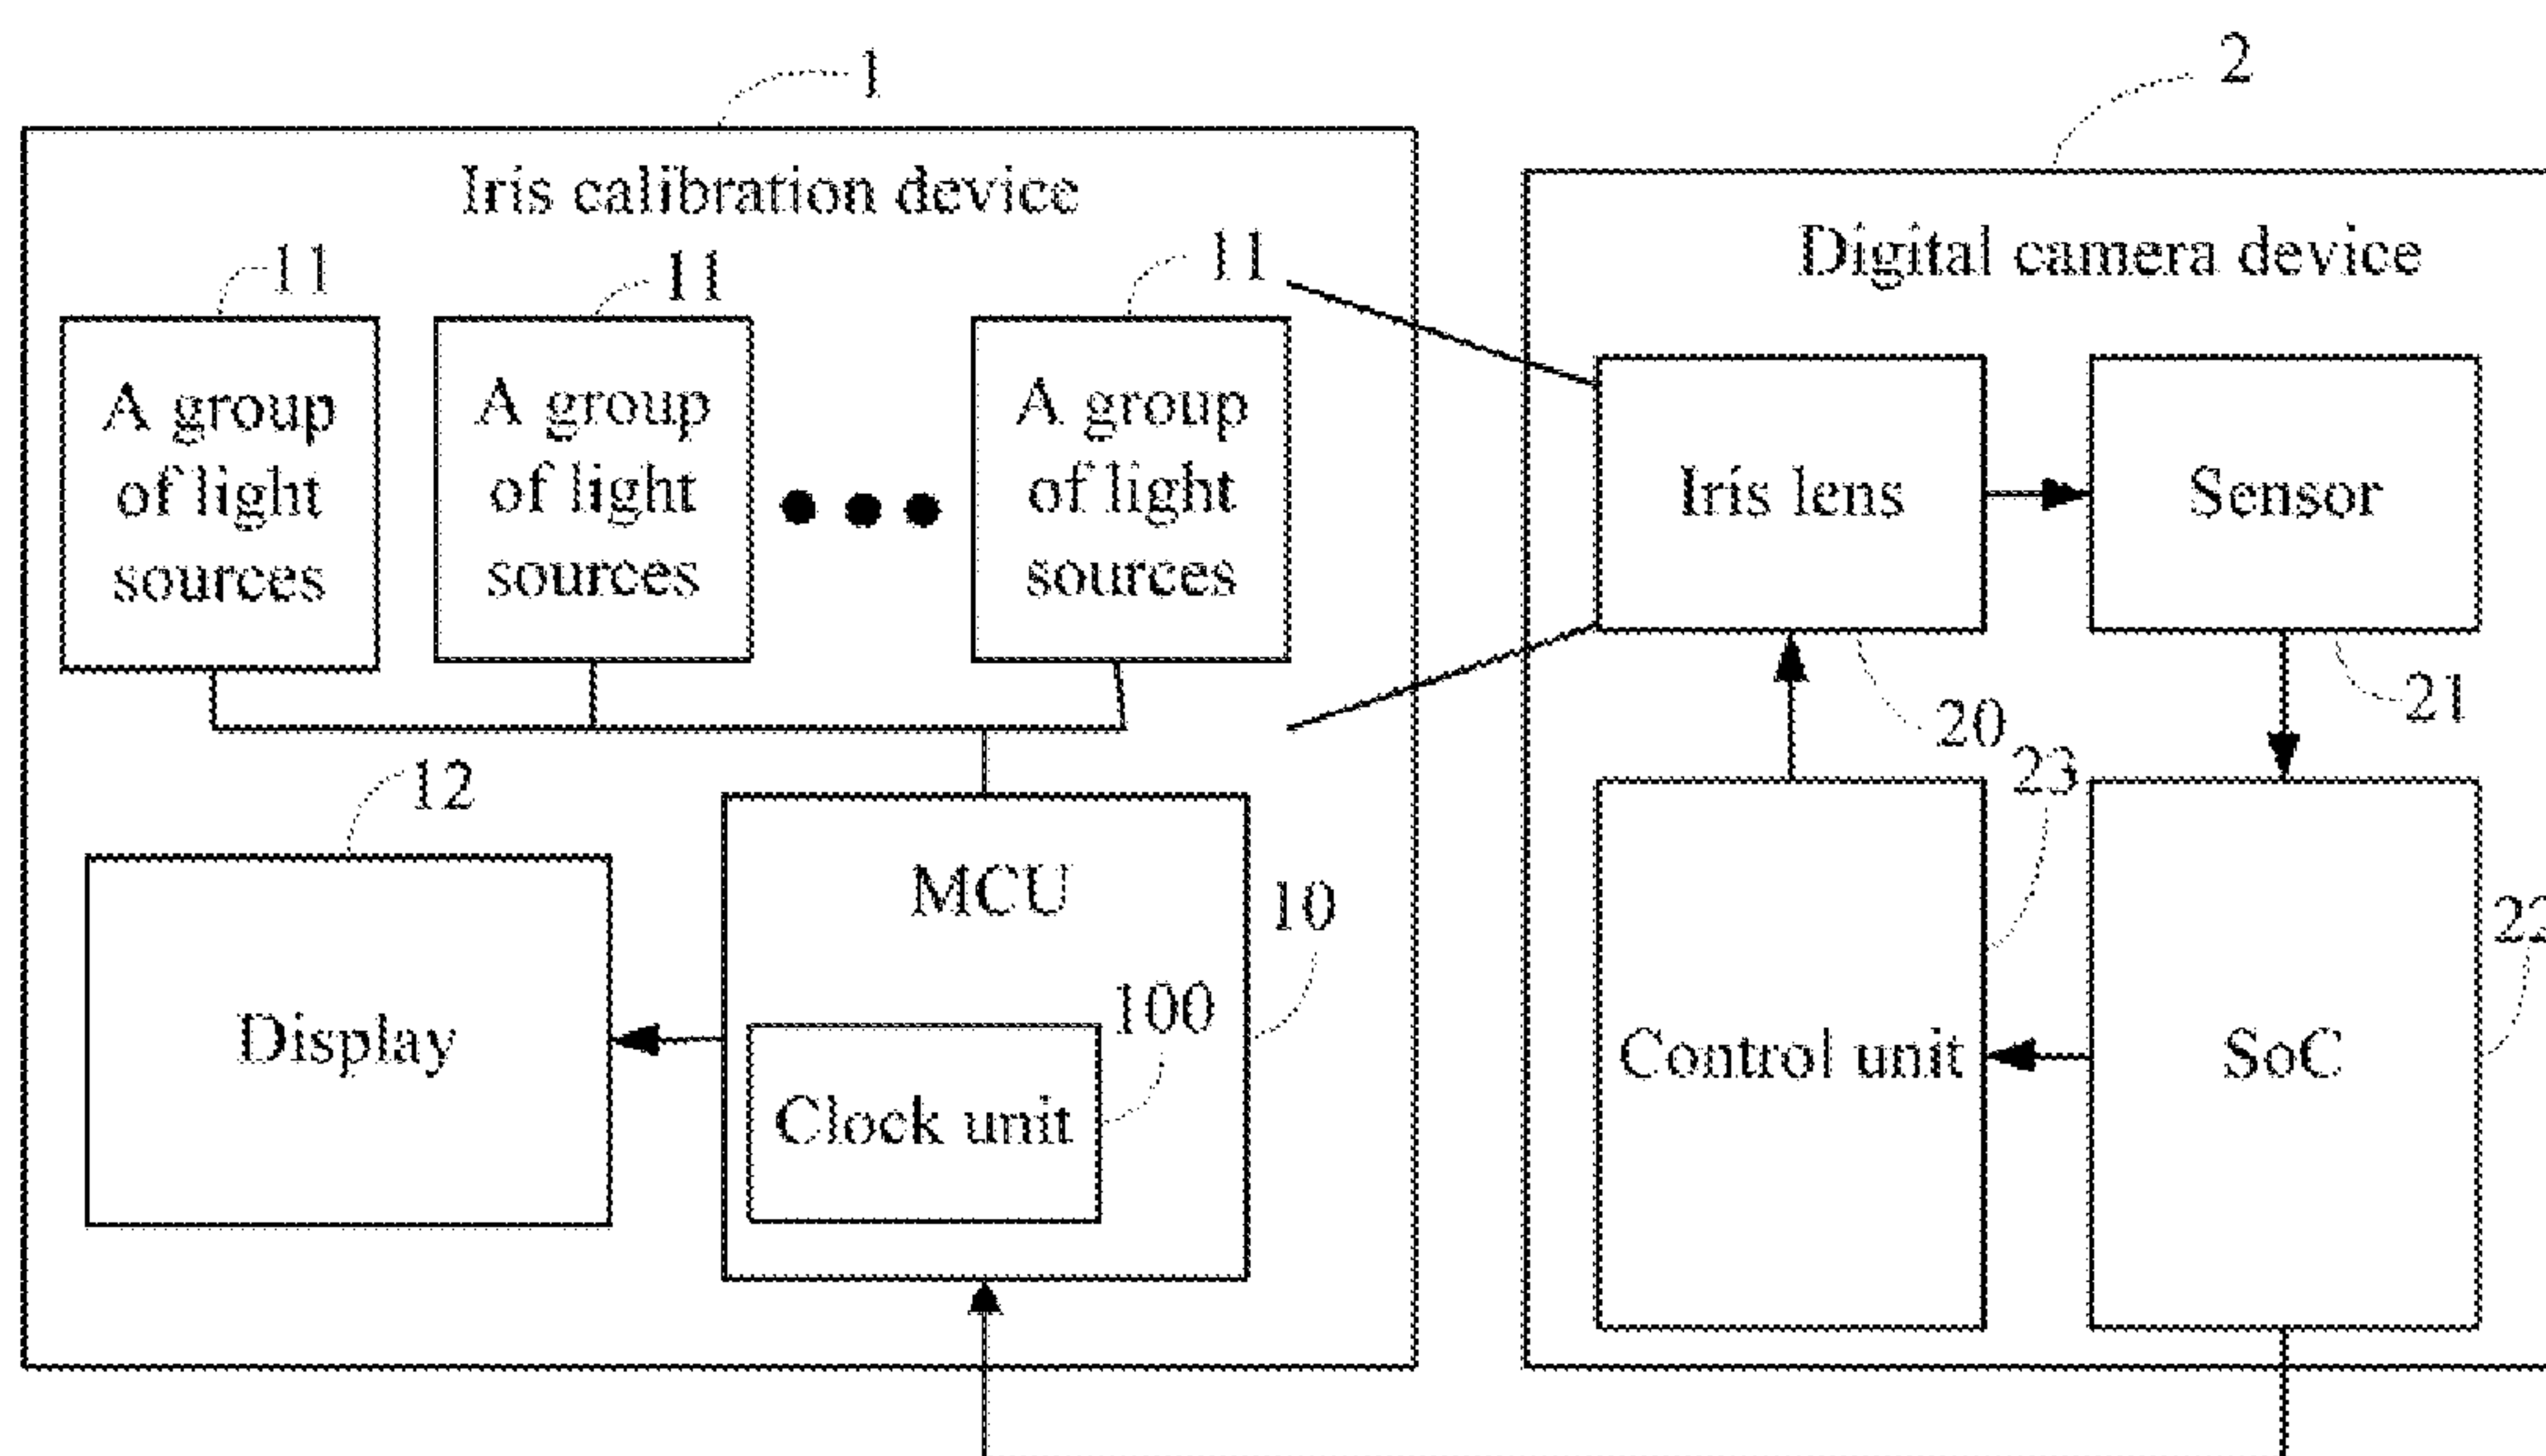 1
2
Iris calibration device
Digital camera device
11
11
11
A group
of light
sources
A group
of light
sources
A group
of light
sources
Iris lens
Sensor
20
21
23
12
MCU
10
22
100
Display
Clock unit
Control unit
SoC